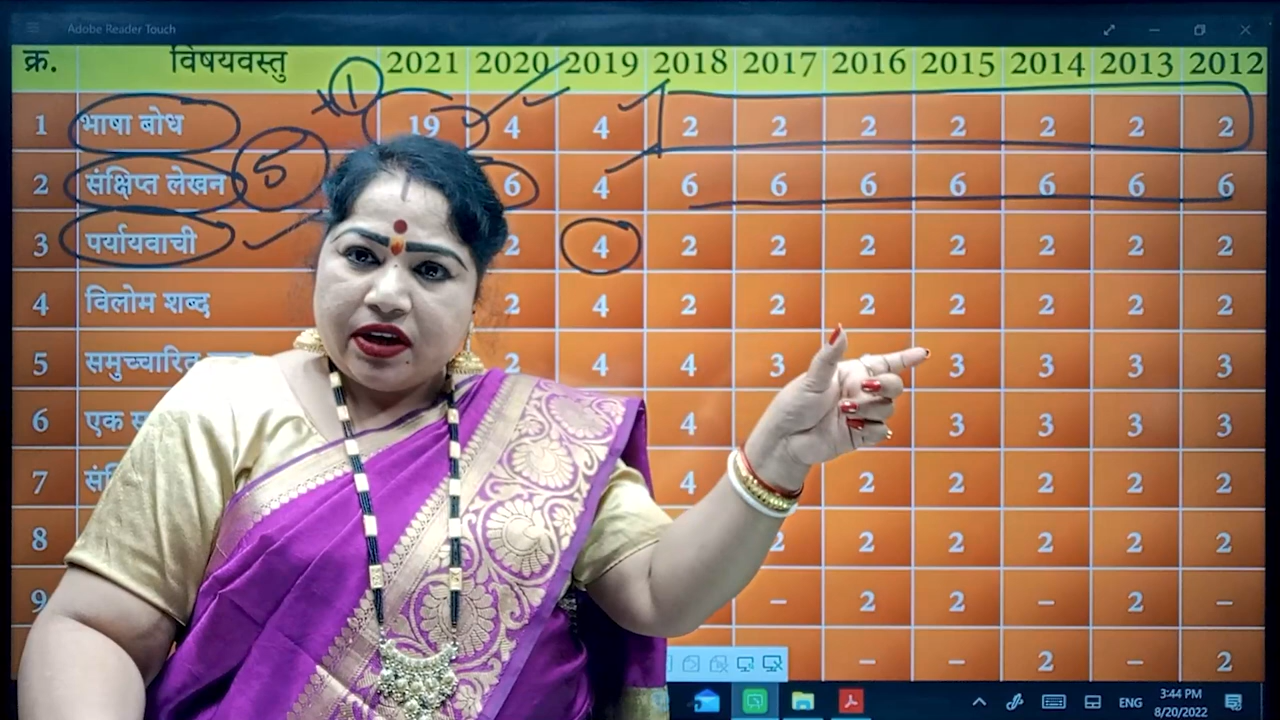 Adobe Reader Touch
क्र. विषयवस्तु 2021 2020 2019 2018 2017 2016 2015 2014 2013 2012
+1
1 भाषा बोध 19 4 4 2 2 2 2 2 2 2
2 संक्षिप्त लेखन 5 6 4 6 6 6 6 6 6 6
3 पर्यायवाची 2 4 2 2 2 2 2 2 2
4 विलोम शब्द 2 4 2 2 2 2 2 2 2
5 समुच्चारित 2 4 4 3 3 3 3 3
6 एक 4 3 3 3 3
7 4 2 2 2 2 2
8 2 2 2 2 2 2
9 – 2 2 – 2 –
– – 2 – 2
ENG 3:44 PM
8/20/2022